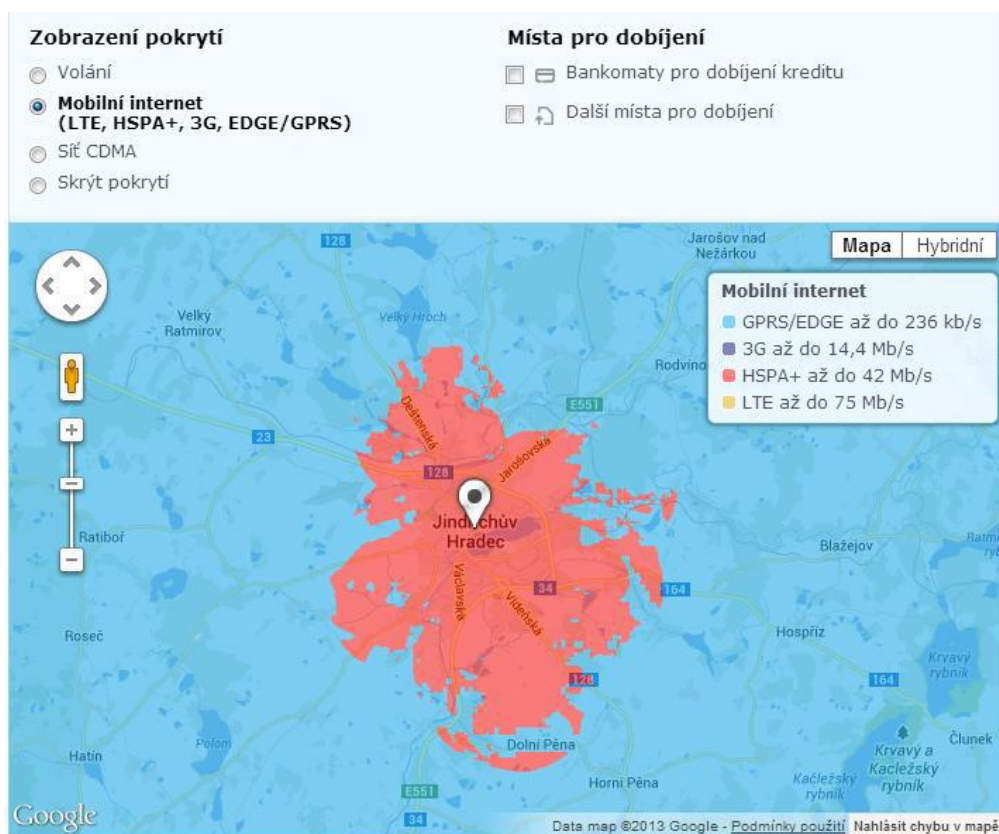 Zobrazení pokrytí
Volání
Mobilní internet
(LTE, HSPA+, 3G, EDGE/GPRS)
Síť CDMA
Skrýt pokrytí
Místa pro dobíjení
Bankomaty pro dobíjení kreditu
Další místa pro dobíjení
128
Jarošov nad
Nežárkou
Mapa
Hybridní
Mobilní internet
GPRS/EDGE až do 236 kb/s
3G až do 14,4 Mb/s
HSPA+ až do 42 Mb/s
LTE až do 75 Mb/s
Velký
Ratmírov
Velký Hroch
Rodvíno
E551
Deštenská
23
Jarošovská
128
Jindřichův
Hradec
Ratiboř
Blažejov
Václavská
34
Vídeňská
164
Roseč
Hospříz
Krvavý
rybník
128
164
Polom
Hatín
Dolní Pěna
Člunek
Krvavý a
Kačležský
rybník
Horní Pěna
Kačležský
rybník
E551
34
Google
Data map ©2013 Google - Podmínky použití
Nahlásit chybu v mapě